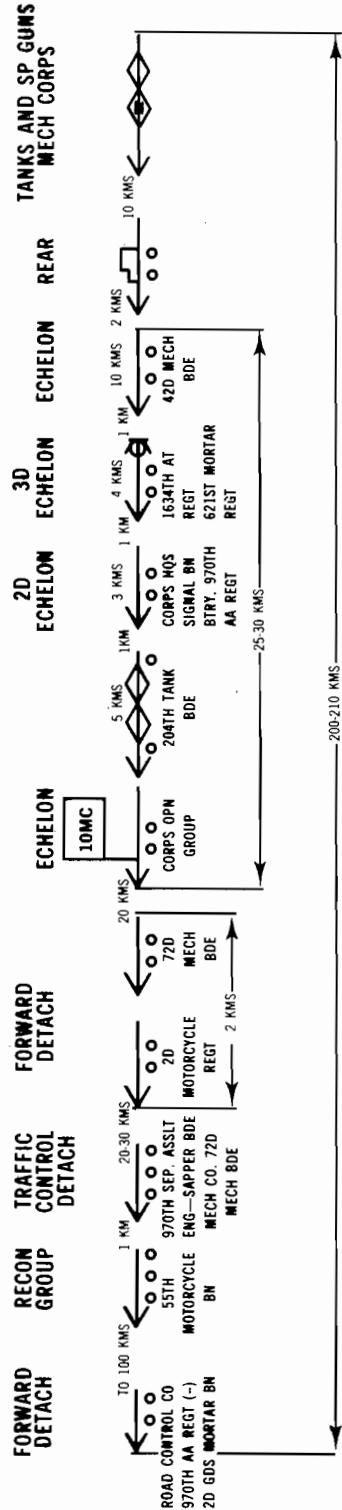 FORWARD
DETACH
RECON
GROUP
TRAFFIC
CONTROL
DETACH
FORWARD
DETACH
ECHELON
2D
ECHELON
3D
ECHELON
ECHELON
REAR
TANKS AND SP GUNS
MECH CORPS
TO 100 KMS
1 KM
20-30 KMS
20 KMS
10MC
5 KMS
1KM
3 KMS
1 KM
4 KMS
1 KM
10 KMS
2 KMS
10 KMS
ROAD CONTROL CO
970TH AA REGT (-)
2D GDS MORTAR BN
55TH
MOTORCYCLE
BN
970TH SEP. ASSLT
ENG—SAPPER BDE
MECH CO. 72D
MECH BDE
2D
MOTORCYCLE
REGT
72D
MECH
BDE
2 KMS
CORPS OPN
GROUP
204TH TANK
BDE
CORPS HQS
SIGNAL BN
BTRY, 970TH
AA REGT
1634TH AT
REGT
621ST MORTAR
REGT
42D MECH
BDE
25-30 KMS
200-210 KMS